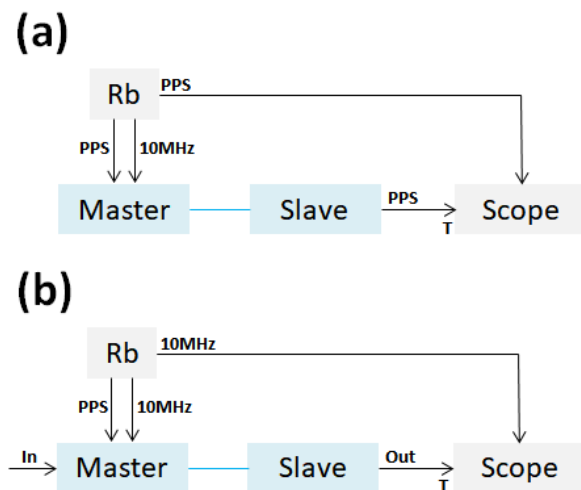 (a)
Rb PPS
PPS 10MHz
Master Slave PPS T Scope
(b)
Rb 10MHz
PPS 10MHz
In Master Slave Out T Scope